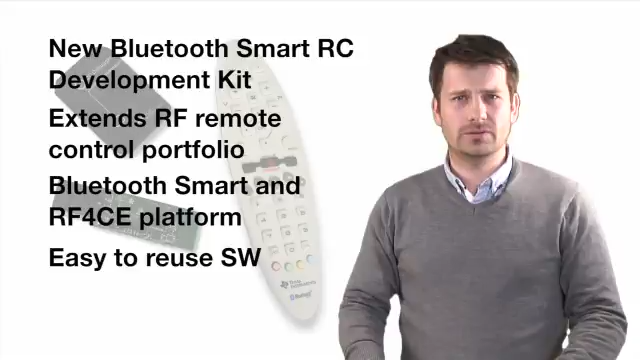 New Bluetooth Smart RC
Development Kit
Extends RF remote
control portfolio
Bluetooth Smart and
RF4CE platform
Easy to reuse SW